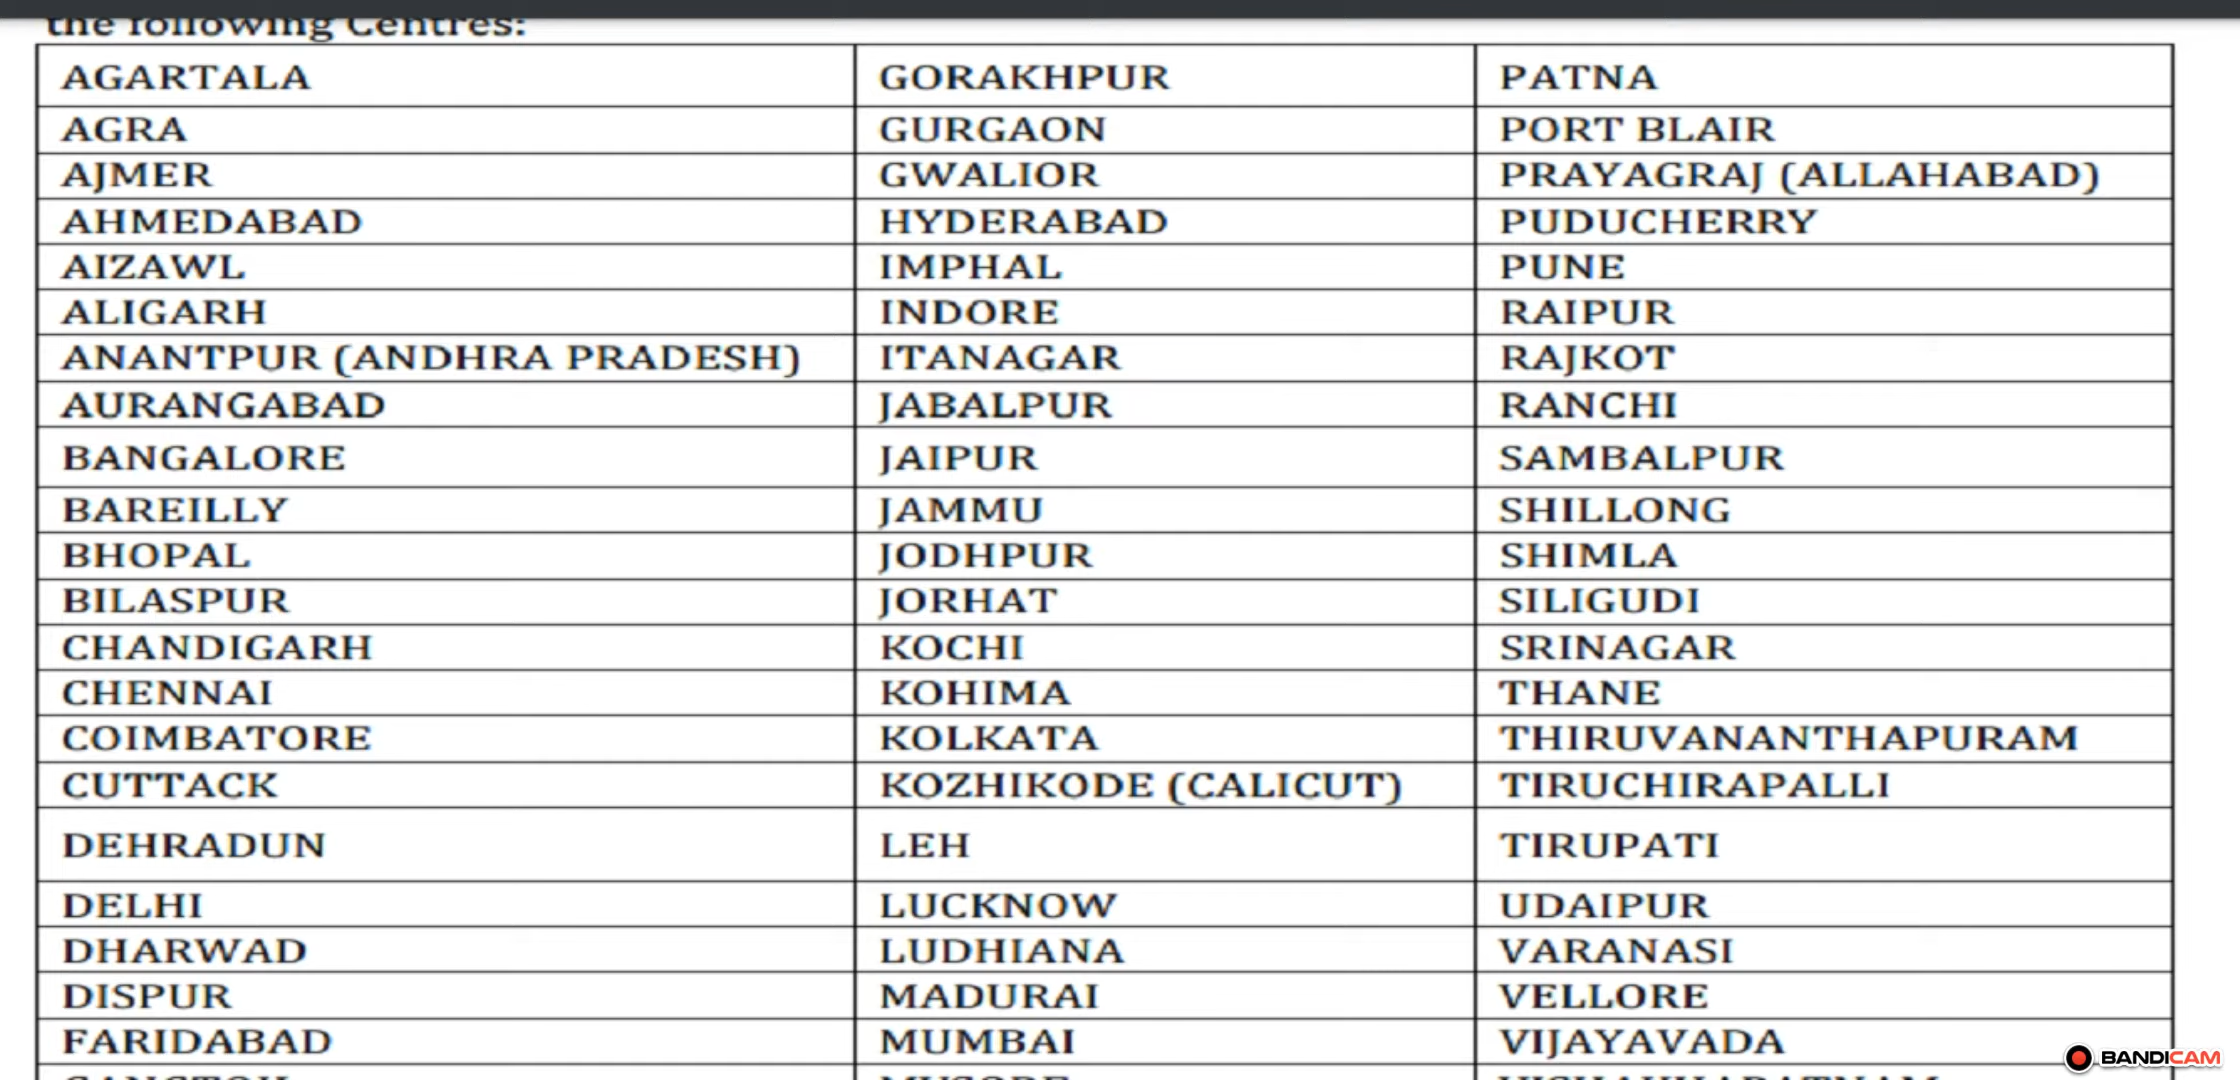 the following Centres:
AGARTALA GORAKHPUR PATNA
AGRA GURGAON PORT BLAIR
AJMER GWALIOR PRAYAGRAJ (ALLAHABAD)
AHMEDABAD HYDERABAD PUDUCHERRY
AIZAWL IMPHAL PUNE
ALIGARH INDORE RAIPUR
ANANTPUR (ANDHRA PRADESH) ITANAGAR RAJKOT
AURANGABAD JABALPUR RANCHI
BANGALORE JAIPUR SAMBALPUR
BAREILLY JAMMU SHILLONG
BHOPAL JODHPUR SHIMLA
BILASPUR JORHAT SILIGUDI
CHANDIGARH KOCHI SRINAGAR
CHENNAI KOHIMA THANE
COIMBATORE KOLKATA THIRUVANANTHAPURAM
CUTTACK KOZHIKODE (CALICUT) TIRUCHIRAPALLI
DEHRADUN LEH TIRUPATI
DELHI LUCKNOW UDAIPUR
DHARWAD LUDHIANA VARANASI
DISPUR MADURAI VELLORE
FARIDABAD MUMBAI VIJAYAVADA
BANDICAM